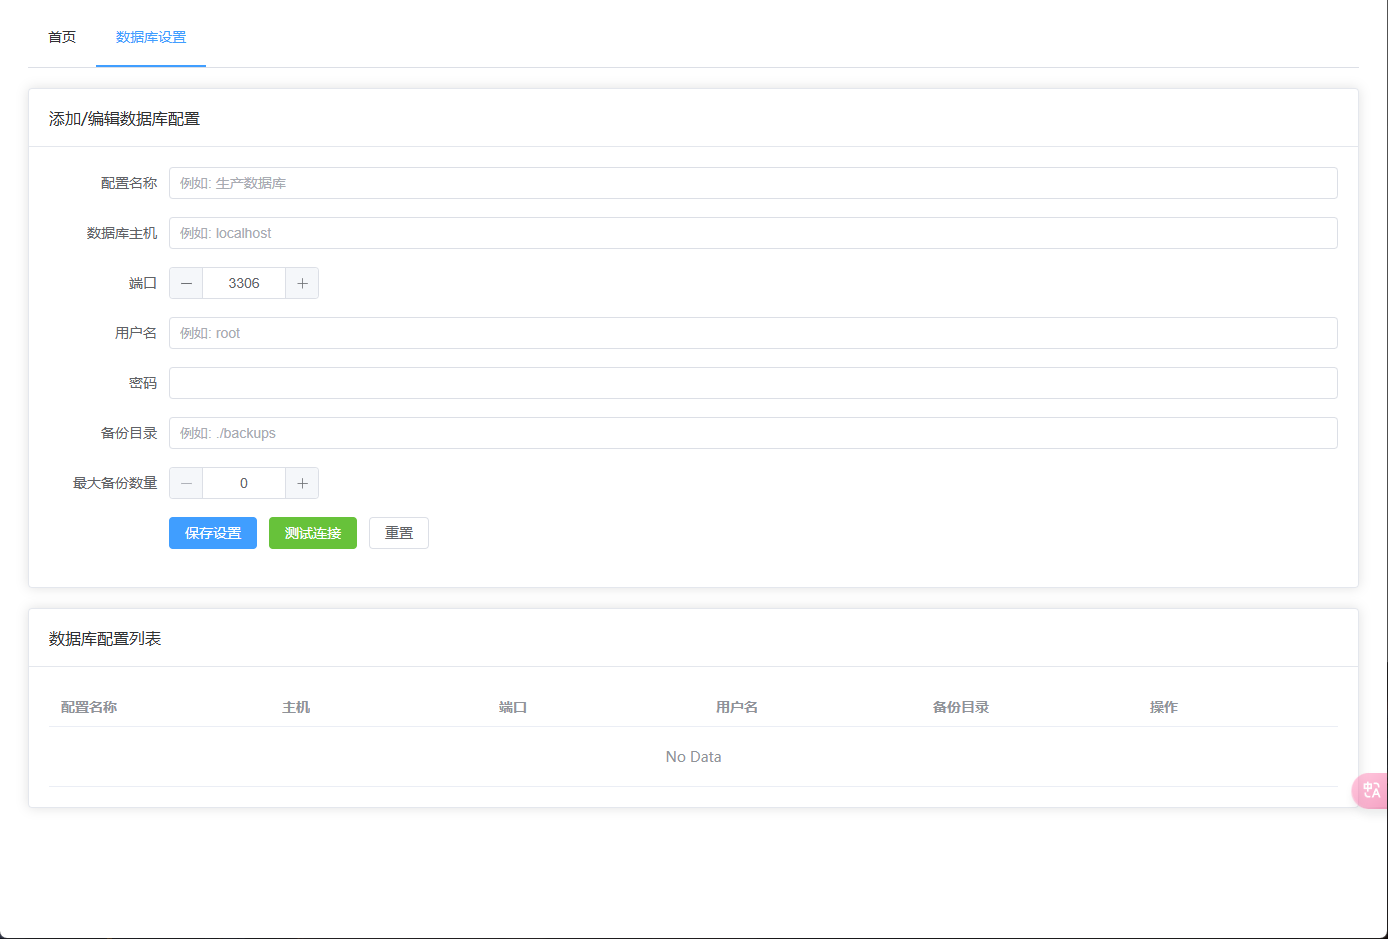 首页 数据库设置
添加/编辑数据库配置
配置名称 例如: 生产数据库
数据库主机 例如: localhost
端口 3306
用户名 例如: root
密码
备份目录 例如: ./backups
最大备份数量 0
保存设置 测试连接 重置
数据库配置列表
配置名称 主机 端口 用户名 备份目录 操作
No Data
中A